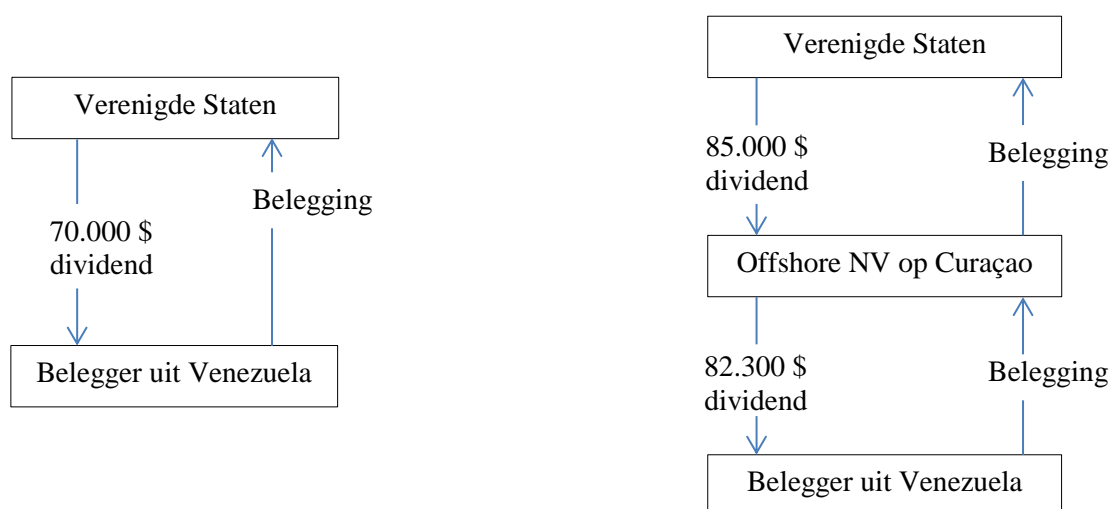 Verenigde Staten
70.000 $
dividend
Belegging
Belegger uit Venezuela
Verenigde Staten
85.000 $
dividend
Belegging
Offshore NV op Curaçao
82.300 $
dividend
Belegging
Belegger uit Venezuela